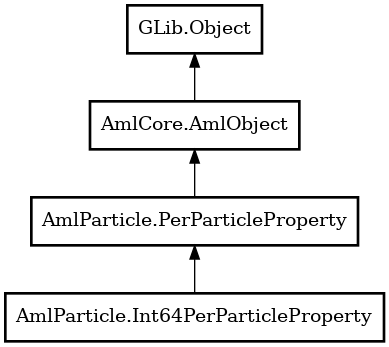 GLib.Object
AmlCore.AmlObject
AmlParticle.PerParticleProperty
AmlParticle.Int64PerParticleProperty